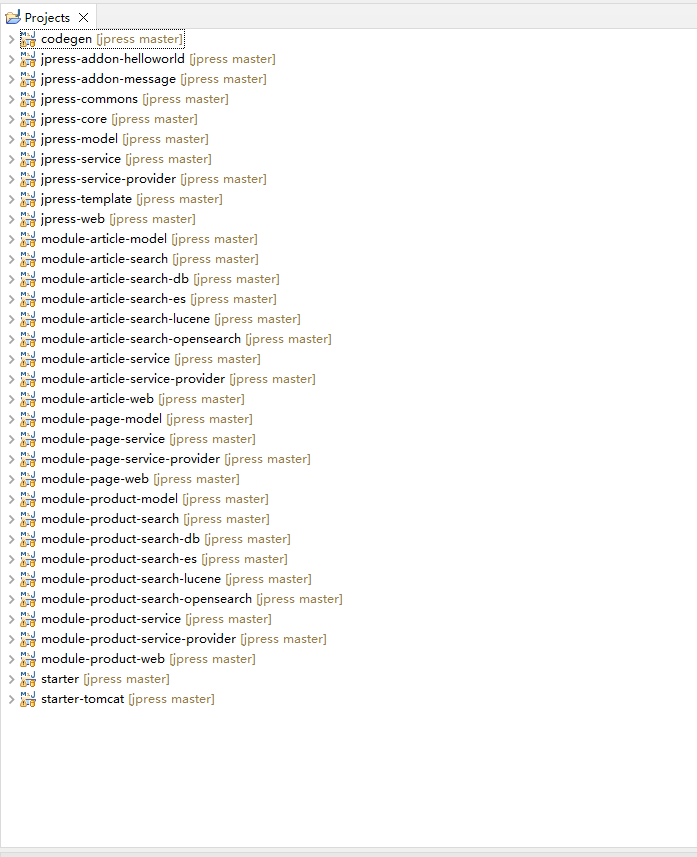 Projects
codegen [jpress master]
jpress-addon-helloworld [jpress master]
jpress-addon-message [jpress master]
jpress-commons [jpress master]
jpress-core [jpress master]
jpress-model [jpress master]
jpress-service [jpress master]
jpress-service-provider [jpress master]
jpress-template [jpress master]
jpress-web [jpress master]
module-article-model [jpress master]
module-article-search [jpress master]
module-article-search-db [jpress master]
module-article-search-es [jpress master]
module-article-search-lucene [jpress master]
module-article-search-opensearch [jpress master]
module-article-service [jpress master]
module-article-service-provider [jpress master]
module-article-web [jpress master]
module-page-model [jpress master]
module-page-service [jpress master]
module-page-service-provider [jpress master]
module-page-web [jpress master]
module-product-model [jpress master]
module-product-search [jpress master]
module-product-search-db [jpress master]
module-product-search-es [jpress master]
module-product-search-lucene [jpress master]
module-product-search-opensearch [jpress master]
module-product-service [jpress master]
module-product-service-provider [jpress master]
module-product-web [jpress master]
starter [jpress master]
starter-tomcat [jpress master]